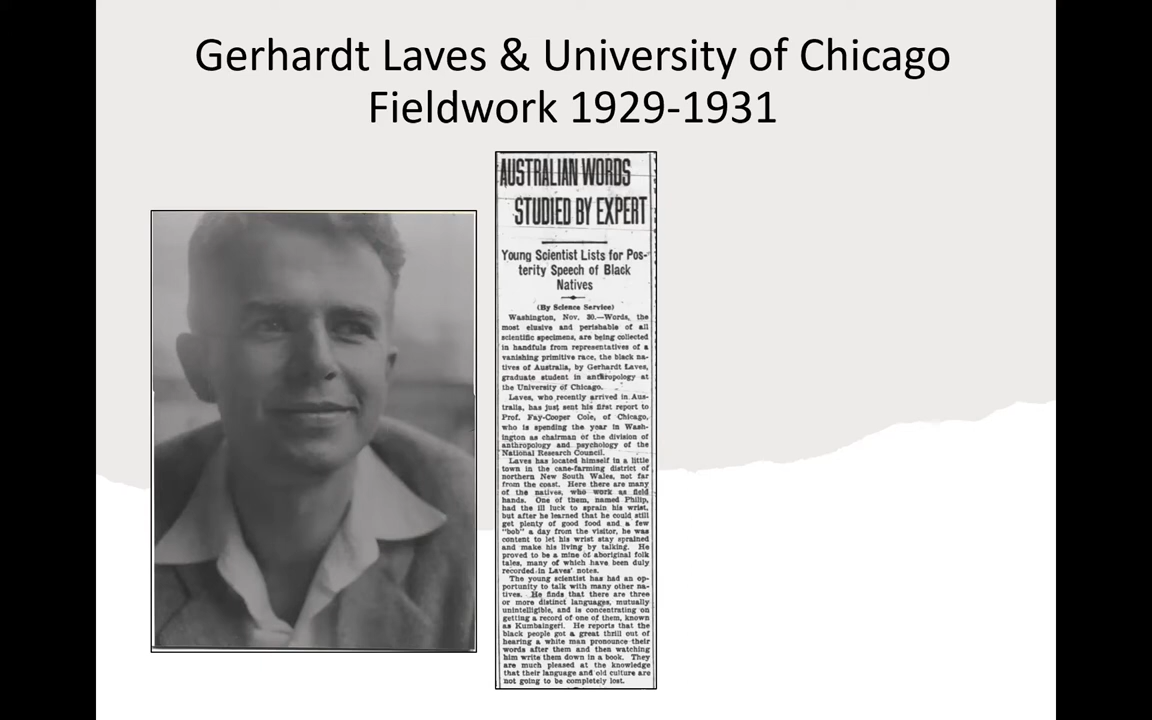 Gerhardt Laves & University of Chicago
Fieldwork 1929-1931
AUSTRALIAN WORDS
STUDIED BY EXPERT
Young Scientist Lists for Pos-
terity Speech of Black
Natives
(By Science Service)
Washington, Nov. 30.—Words, the
most elusive and perishable of all
scientific specimens, are being collected
in handfuls from representatives of a
vanishing primitive race, the black na-
tives of Australia, by Gerhardt Laves,
graduate student in anthropology at
the University of Chicago.
Laves, who recently arrived in Aus-
tralia, has just sent his first report to
Prof. Fay-Cooper Cole, of Chicago,
who is spending the year in Wash-
ington as chairman of the division of
anthropology and psychology of the
National Research Council.
Laves has located himself in a little
town in the cane-farming district of
northern New South Wales, not far
from the coast. Here there are many
of the natives, who work as field
hands. One of them, named Philip,
had the ill luck to sprain his wrist,
but after he learned that he could still
get plenty of good food and a few
"bob" a day from the visitor, he was
content to let his wrist stay sprained
and make his living by talking. He
proved to be a mine of aboriginal folk
tales, many of which have been duly
recorded in Laves' notes.
The young scientist has had an op-
portunity to talk with many other na-
tives. He finds that there are three
or more distinct languages, mutually
unintelligible, and is concentrating on
getting a record of one of them, known
as Kumbaingeri. He reports that the
black people got a great thrill out of
hearing a white man pronounce their
words after them and then watching
him write them down in a book. They
are much pleased at the knowledge
that their language and old culture are
not going to be completely lost.